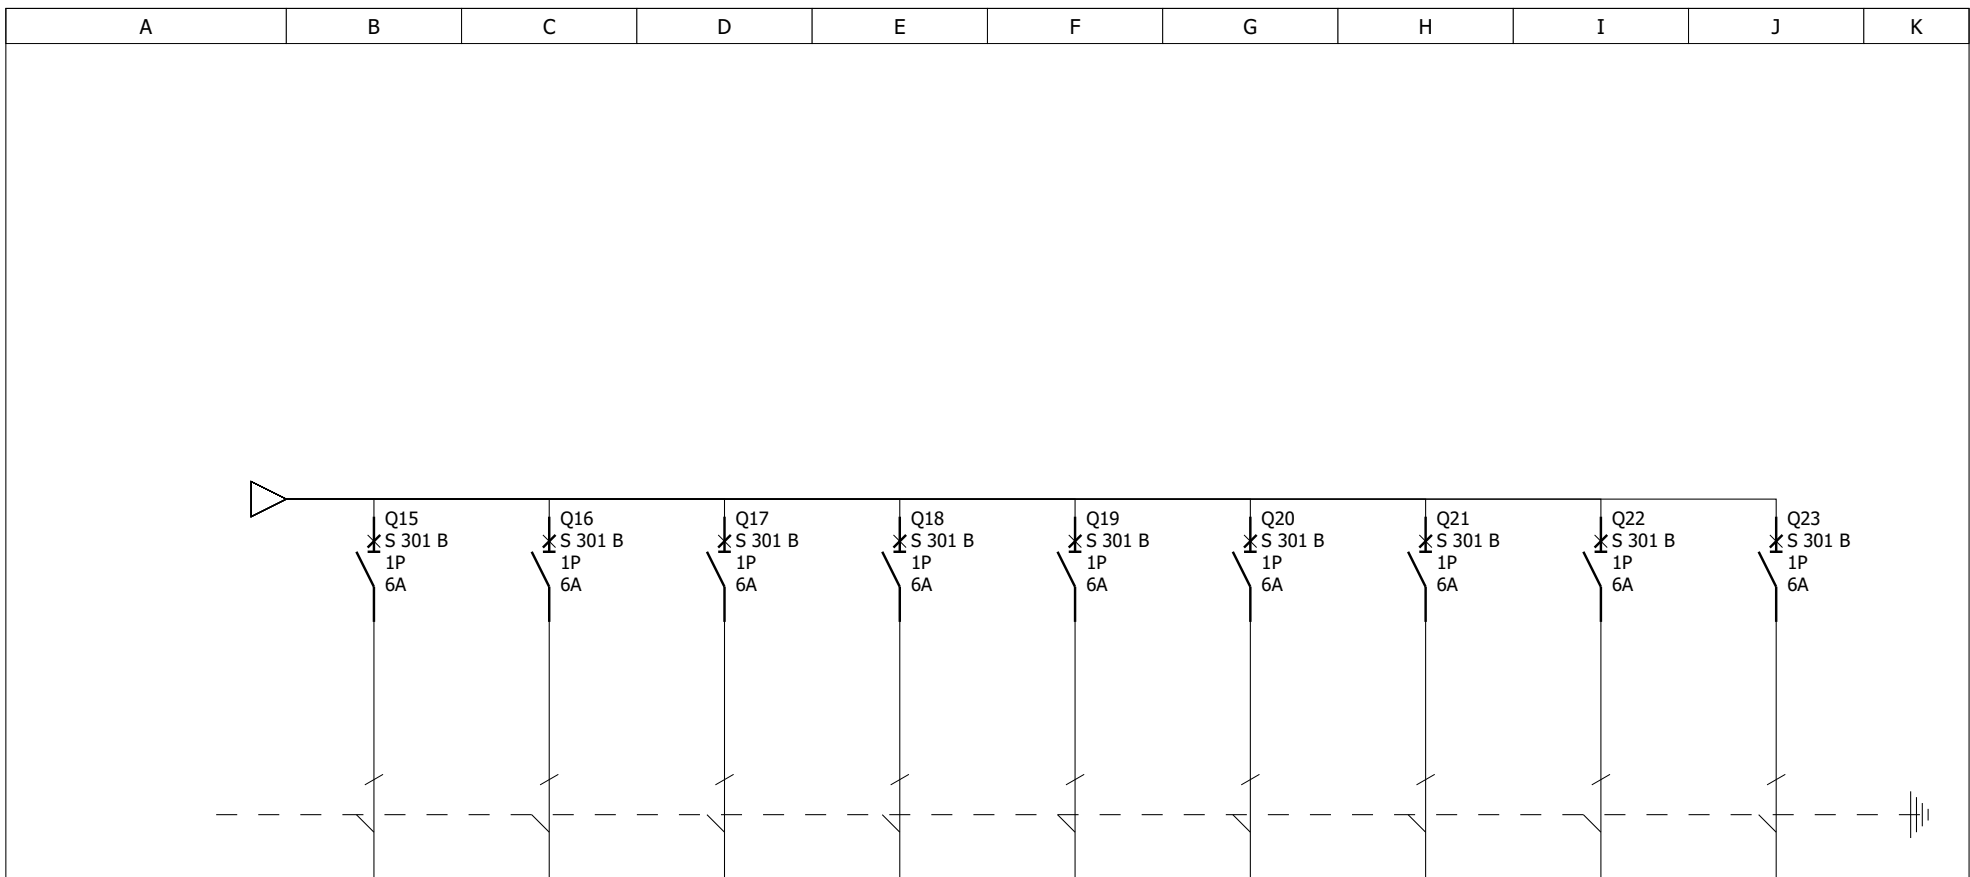 A B C D E F G H I J K
Q15 Q16 Q17 Q18 Q19 Q20 Q21 Q22 Q23
S 301 B S 301 B S 301 B S 301 B S 301 B S 301 B S 301 B S 301 B S 301 B
1P 1P 1P 1P 1P 1P 1P 1P 1P
6A 6A 6A 6A 6A 6A 6A 6A 6A